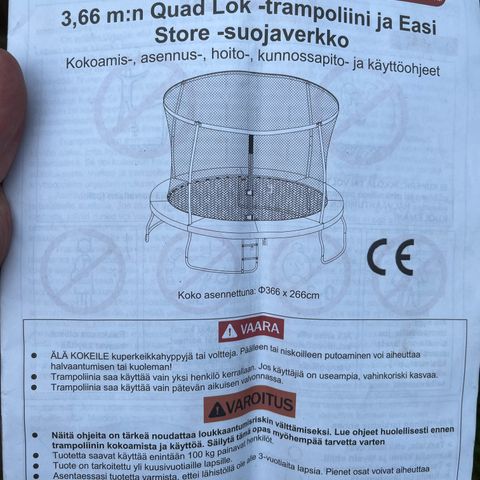 3,66 m:n Quad Lok -trampoliini ja Easi
Store -suojaverkko
Kokoamis-, asennus-, hoito-, kunnossapito- ja käyttöohjeet
CE
Koko asennettuna: Φ366 x 266cm
VAARA
ÄLÄ KOKEILE kuperkeikkahyppyjä tai voltteja. Päälleen tai niskoilleen putoaminen voi aiheuttaa
halvaantumisen tai kuoleman!
Trampoliinia saa käyttää vain yksi henkilö kerrallaan. Jos käyttäjiä on useampia, vahinkoriski kasvaa.
Trampoliinia saa käyttää vain pätevän aikuisen valvonnassa.
VAROITUS
Näitä ohjeita on tärkeä noudattaa loukkaantumisriskin välttämiseksi. Lue ohjeet huolellisesti ennen
trampoliinin kokoamista ja käyttöä. Säilytä tämä opas myöhempää tarvetta varten
Tuotetta saavat käyttää enintään 100 kg painavat henkilöt.
Tuote on tarkoitettu yli kuusivuotiaille lapsille.
Asentaessasi tuotetta varmista, ettei lähistöllä ole alle 3-vuotiaita lapsia. Pienet osat voivat aiheuttaa